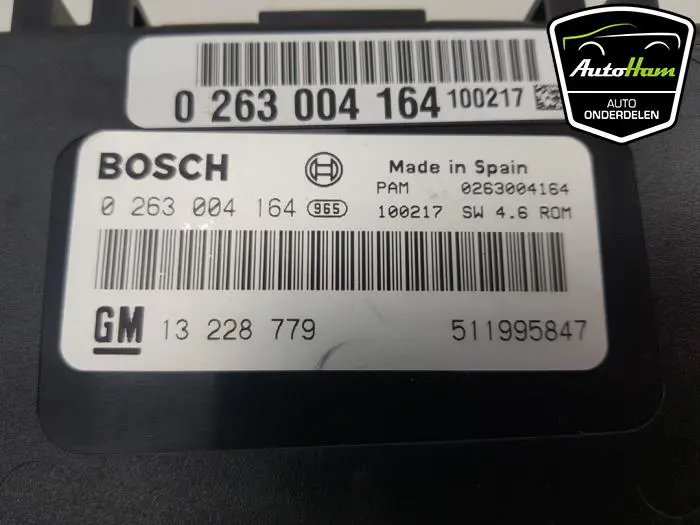 AutoHam
AUTO
ONDERDELEN
0 263 004 164 100217
BOSCH
Made in Spain
PAM 0263004164
0 263 004 164 965
100217 SW 4.6 ROM
GM 13 228 779 511995847